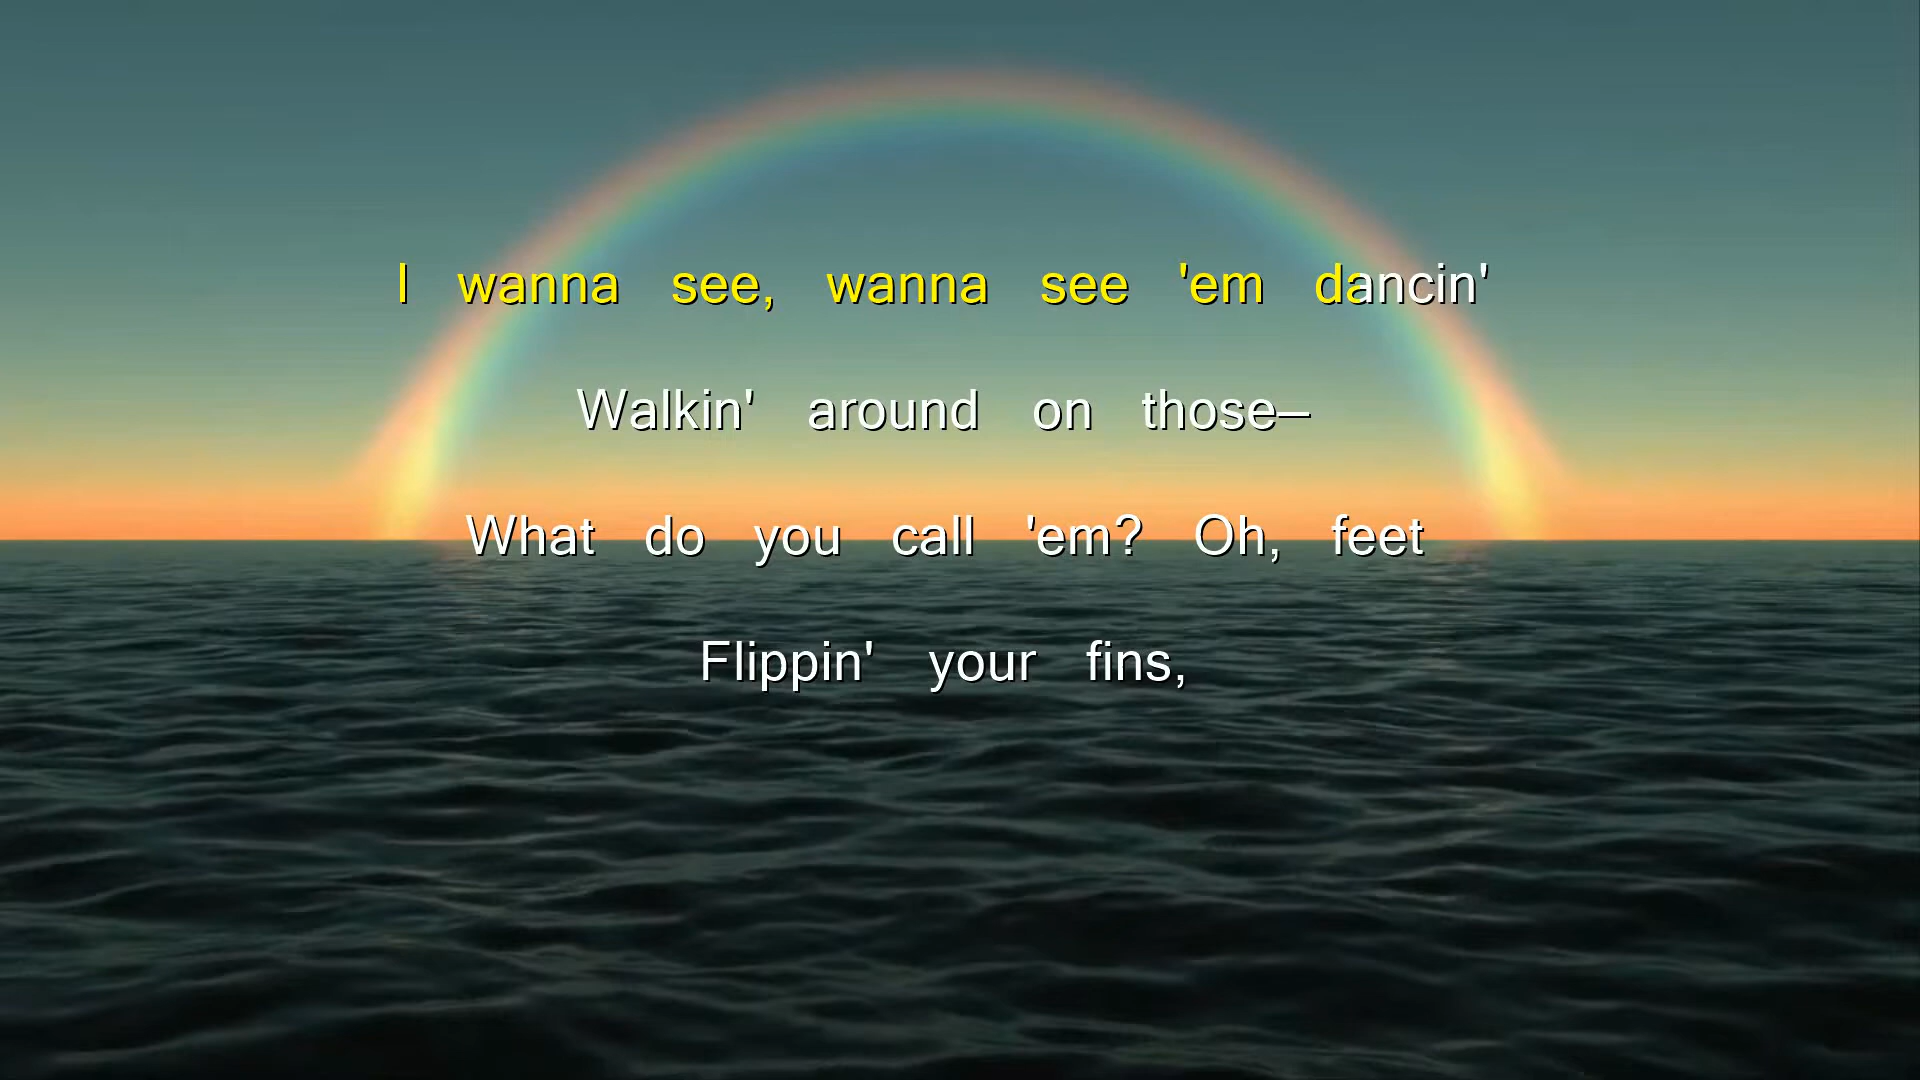 I wanna see, wanna see 'em dancin'
Walkin' around on those–
What do you call 'em? Oh, feet
Flippin' your fins,